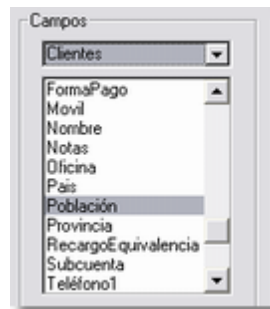 Campos
Clientes
FormaPago
Movil
Nombre
Notas
Oficina
Pais
Población
Provincia
RecargoEquivalencia
Subcuenta
Teléfono1